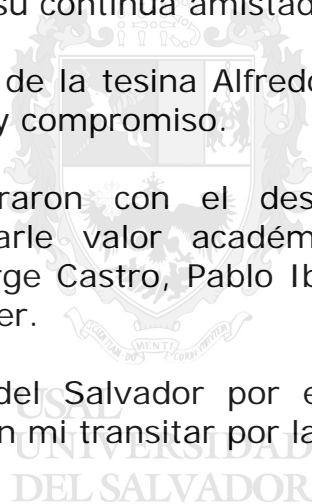 su continua amistad
de la tesina Alfredo
y compromiso.
raron con el des
arle valor académ
rge Castro, Pablo Ib
er.
del Salvador por e
n mi transitar por la
USAL
UNIVERSIDAD
DEL SALVADOR